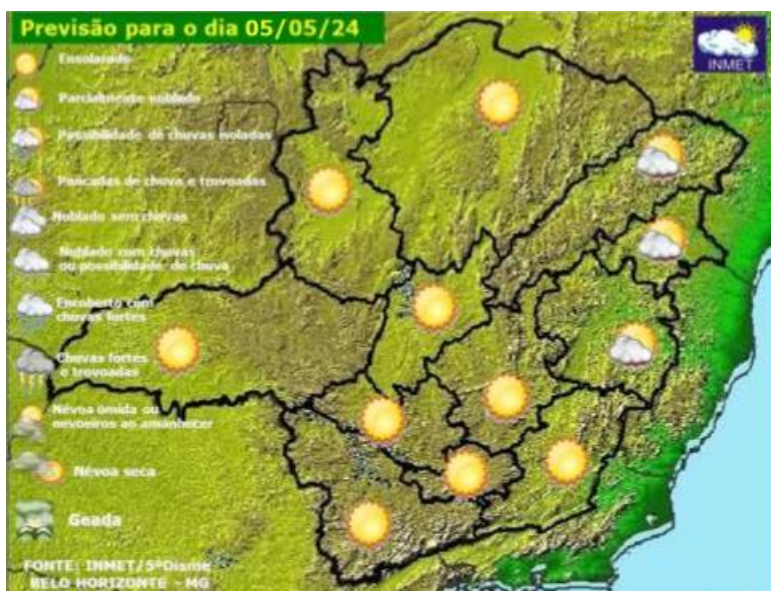 Previsão para o dia 05/05/24
INMET
Ensolarado
Parcialmente nublado
Possibilidade de chuvas isoladas
Pancadas de chuva e trovoadas
Nublado sem chuvas
Nublado com chuvas
ou possibilidade de chuva
Encoberto com
chuvas fortes
Chuvas fortes
e trovoadas
Névoa úmida ou
nevoeiros ao amanhecer
Névoa seca
Geada
FONTE: INMET/5ºDisme
BELO HORIZONTE - MG